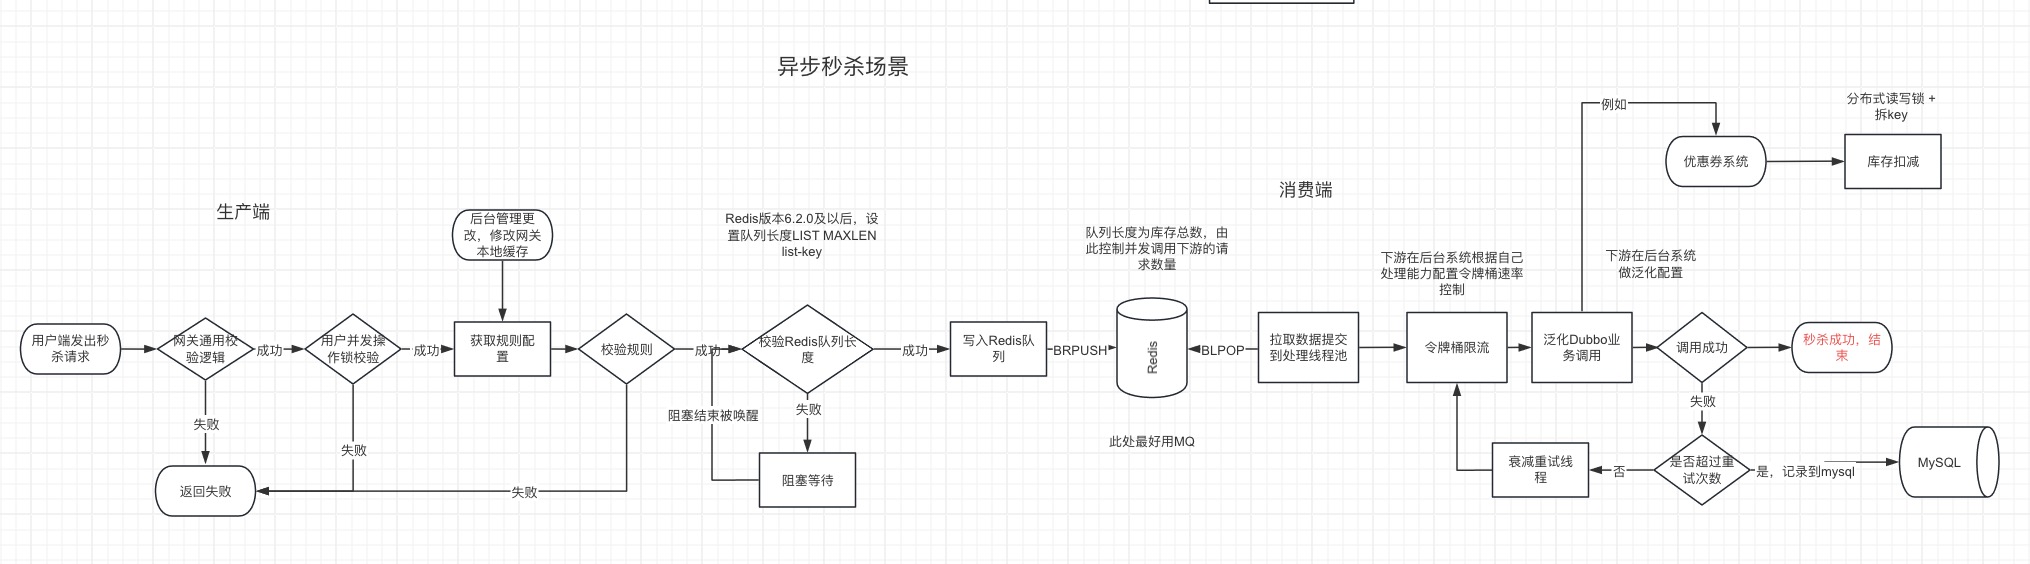 异步秒杀场景
生产端
消费端
用户端发出秒
杀请求
网关通用校
验逻辑
成功
失败
返回失败
用户并发操
作锁校验
成功
失败
后台管理更
改，修改网关
本地缓存
获取规则配
置
校验规则
成功
失败
Redis版本6.2.0及以后，设
置队列长度LIST MAXLEN
list-key
校验Redis队列长
度
成功
失败
阻塞等待
阻塞结束被唤醒
写入Redis队
列
BRPUSH
队列长度为库存总数，由
此控制并发调用下游的请
求数量
Redis
此处最好用MQ
BLPOP
拉取数据提交
到处理线程池
下游在后台系统根据自己
处理能力配置令牌桶速率
控制
令牌桶限流
泛化Dubbo业
务调用
下游在后台系统
做泛化配置
例如
优惠券系统
分布式读写锁 +
拆key
库存扣减
调用成功
秒杀成功，结
束
失败
是否超过重
试次数
否
衰减重试线
程
是，记录到mysql
MySQL